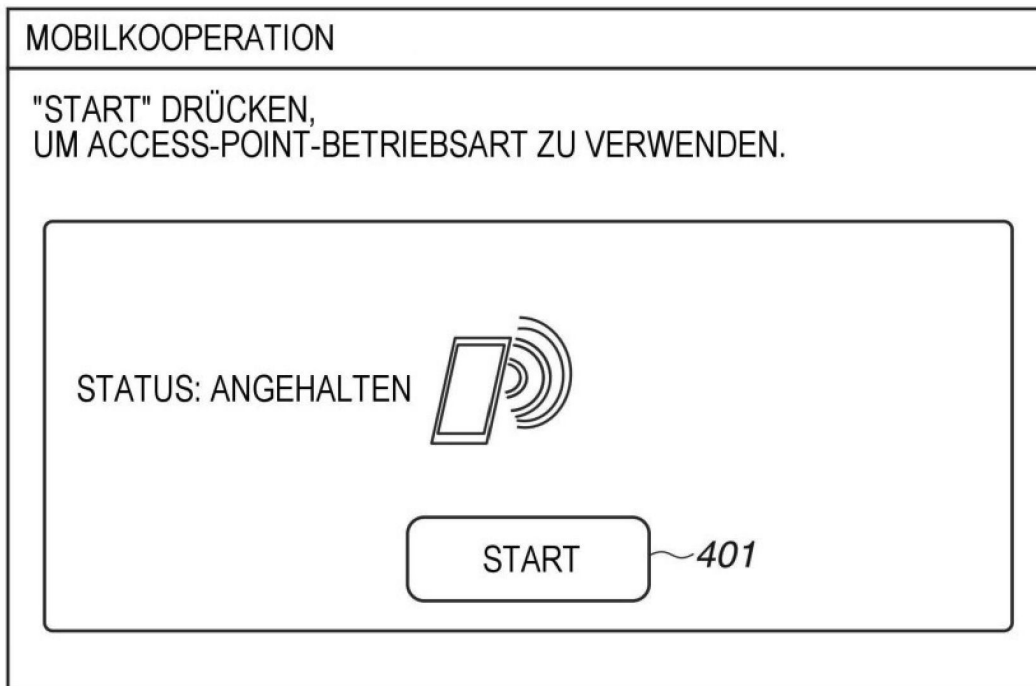 MOBILKOOPERATION
"START" DRÜCKEN,
UM ACCESS-POINT-BETRIEBSART ZU VERWENDEN.
STATUS: ANGEHALTEN
START
401